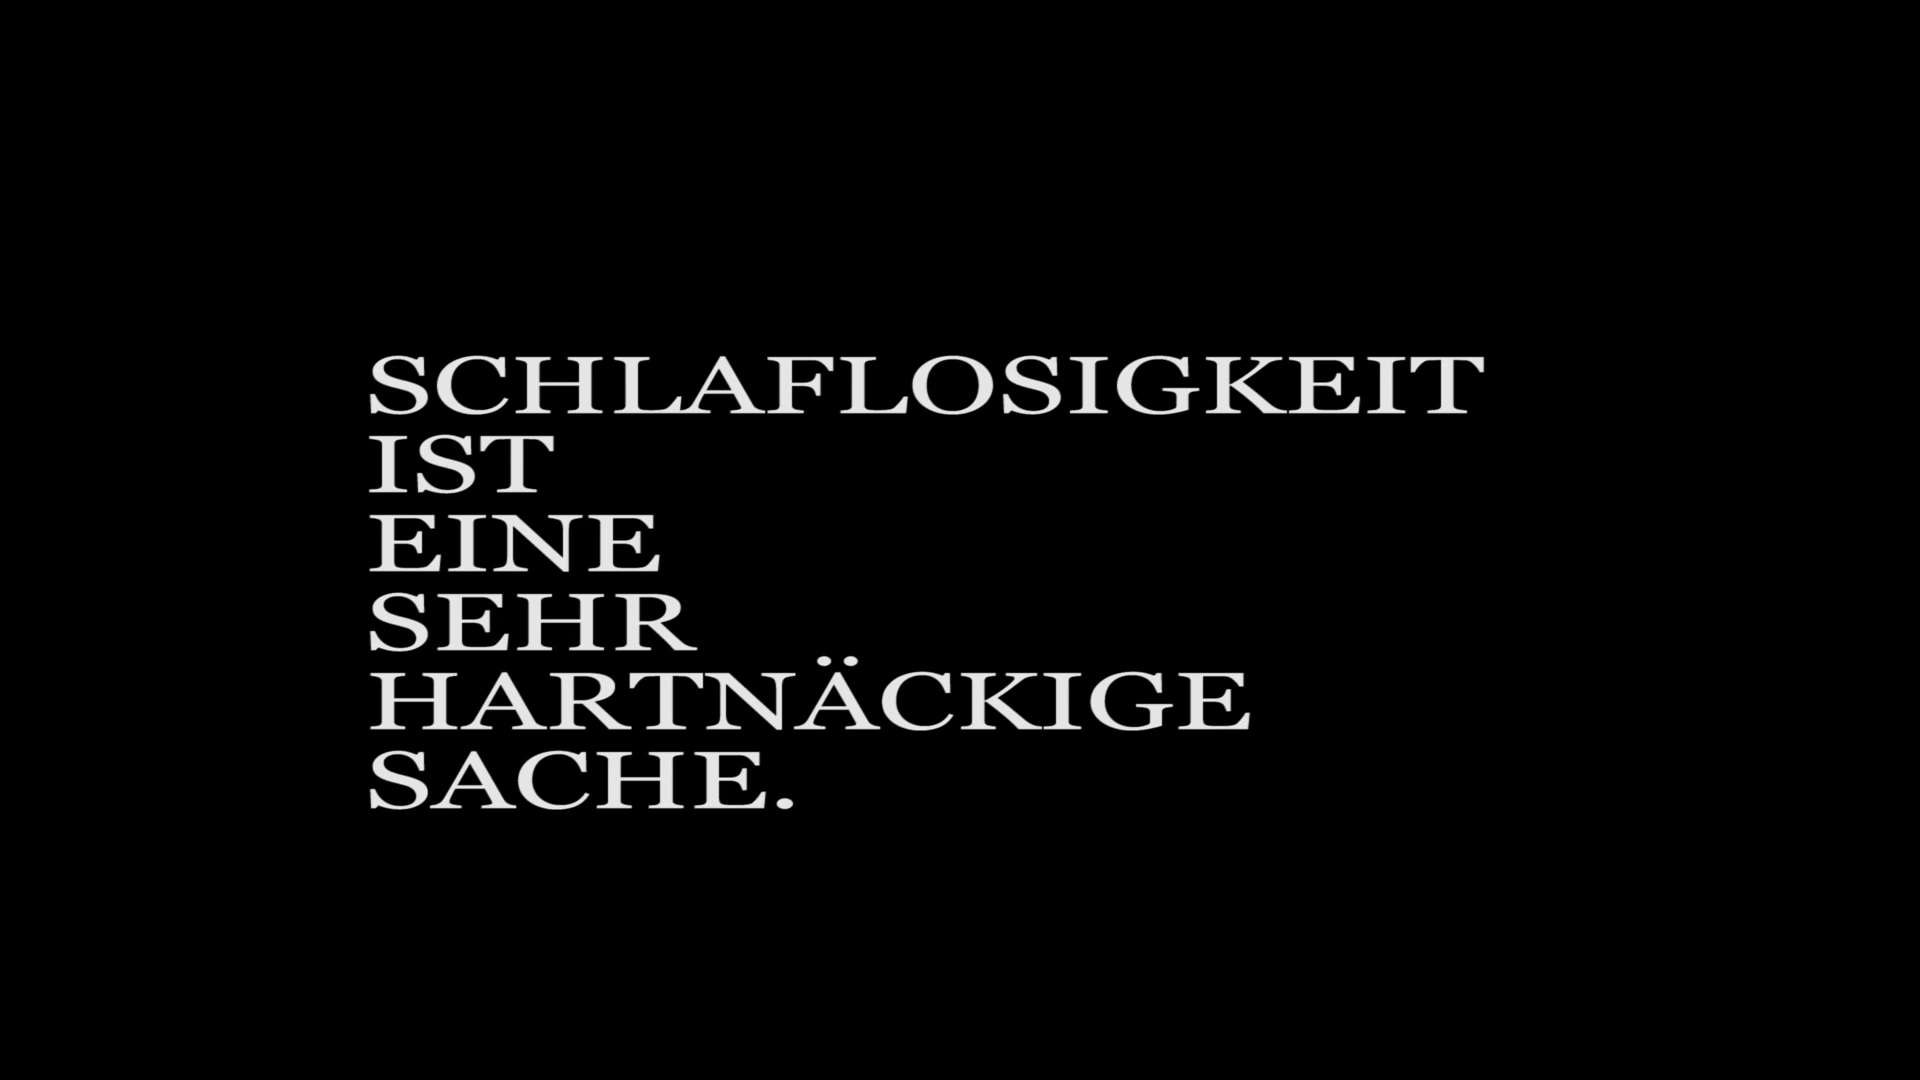 SCHLAFLOSIGKEIT
IST
EINE
SEHR
HARTNÄCKIGE
SACHE.